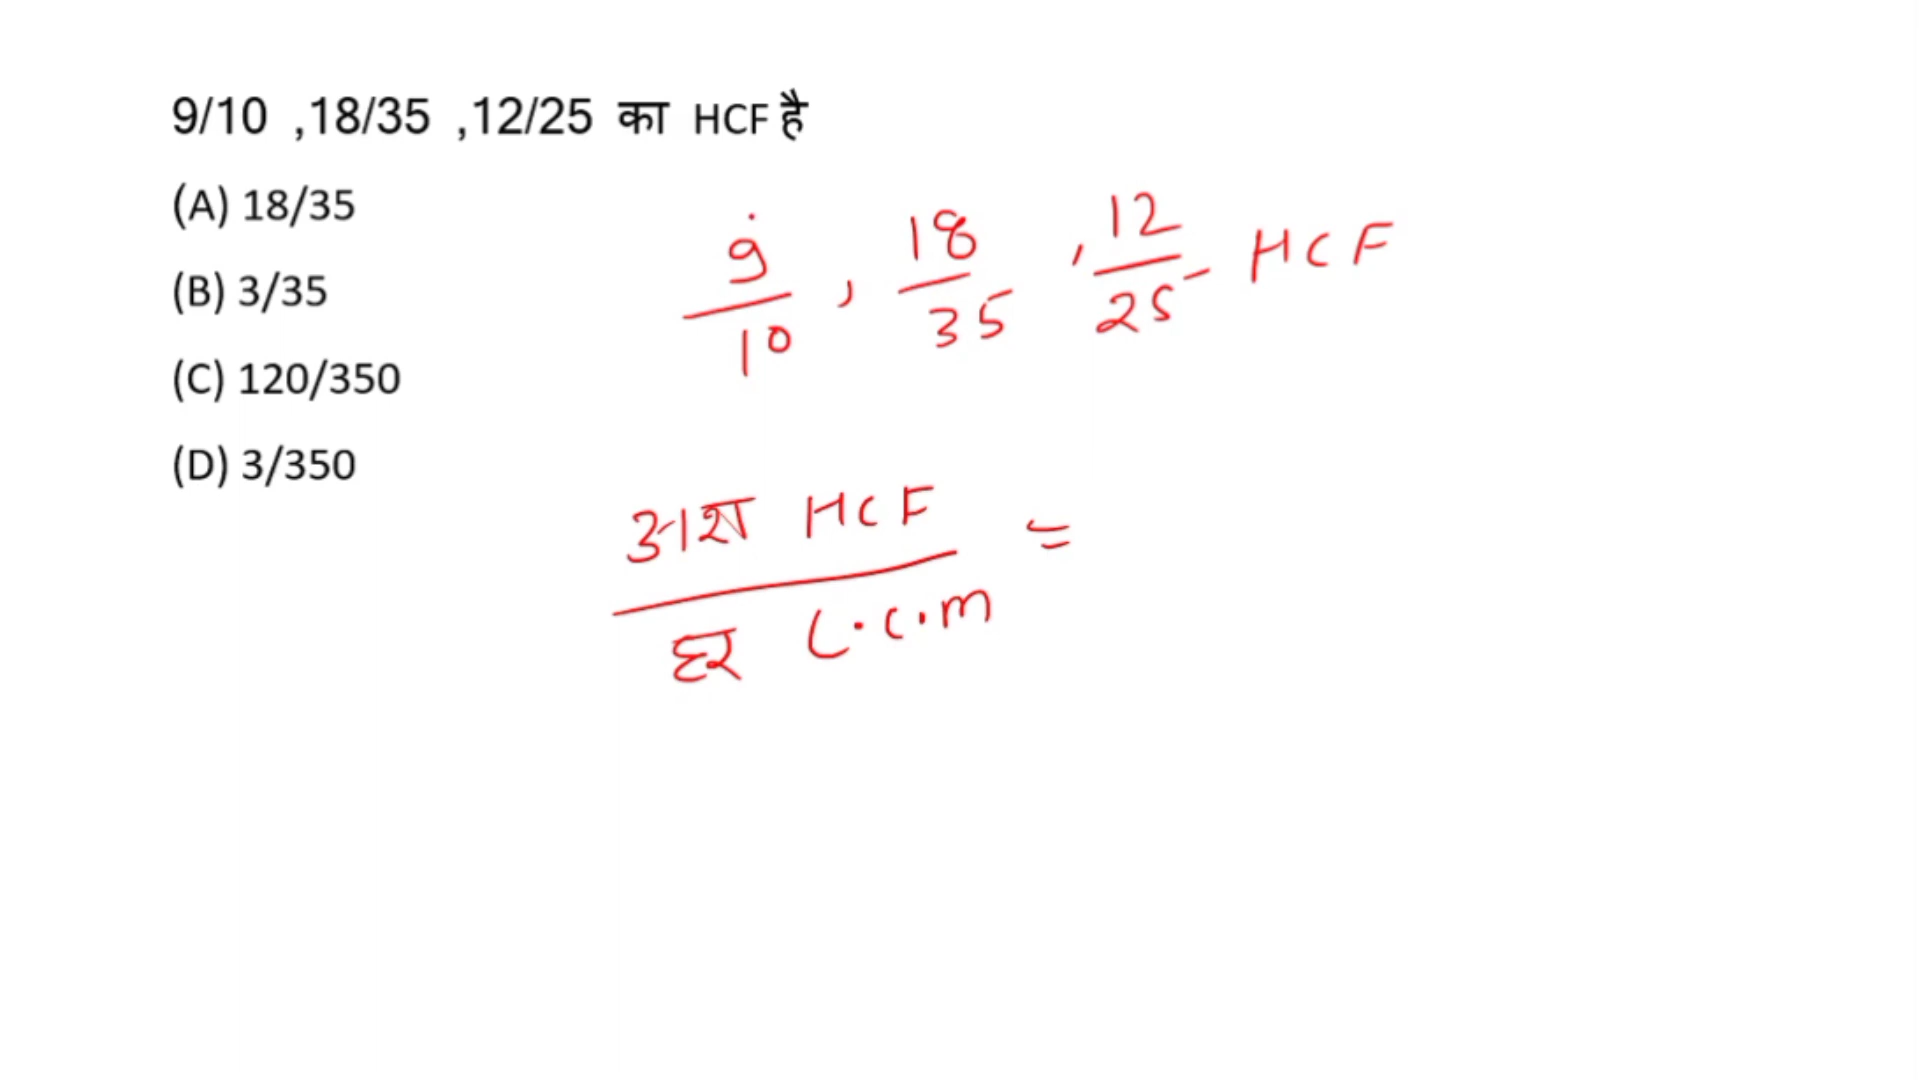 9/10 ,18/35 ,12/25 का HCF है
(A) 18/35
(B) 3/35
(C) 120/350
(D) 3/350
9/10 , 18/35 , 12/25 HCF
अंश HCF =
हर L.C.M